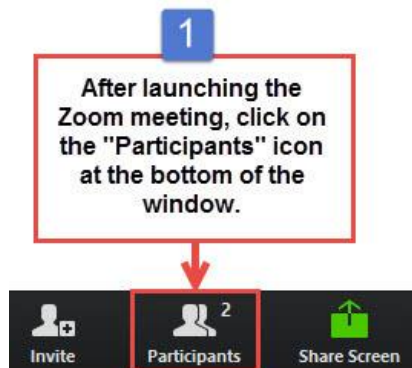 1
After launching the
Zoom meeting, click on
the "Participants" icon
at the bottom of the
window.
2
Invite
Participants
Share Screen